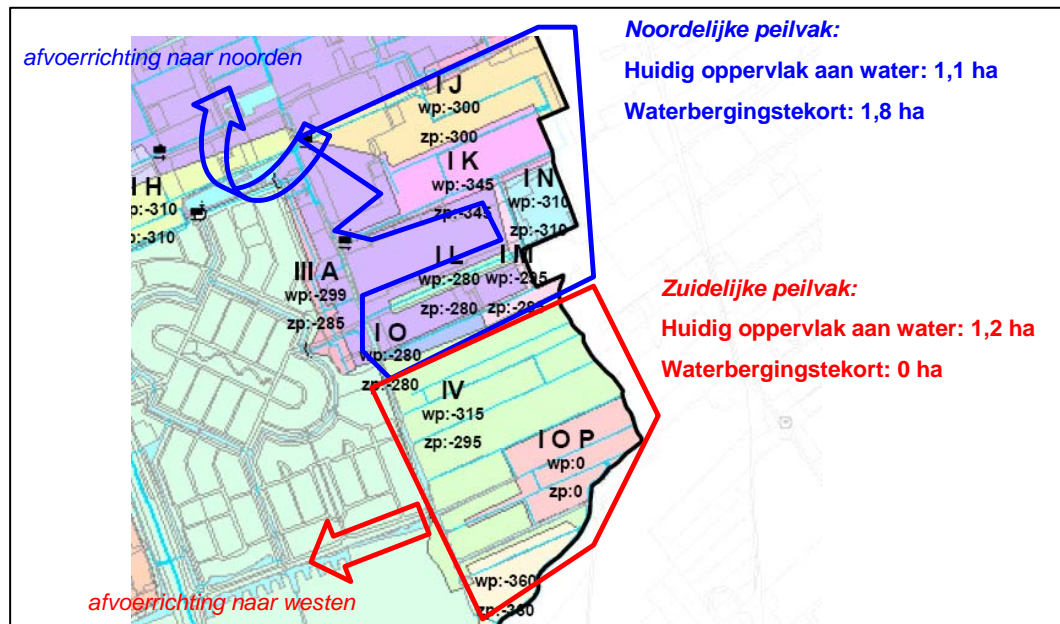 afvoerrichting naar noorden
Noordelijke peilvak:
Huidig oppervlak aan water: 1,1 ha
Waterbergingstekort: 1,8 ha
I J
wp:-300
zp:-300
I K
wp:-345
zp:-345
I N
wp:-310
zp:-310
I H
p:-310
p:-310
III A
wp:-299
zp:-285
I L
wp:-280
zp:-280
I M
wp:-295
I O
wp:-280
zp:-280
Zuidelijke peilvak:
Huidig oppervlak aan water: 1,2 ha
Waterbergingstekort: 0 ha
IV
wp:-315
zp:-295
I O P
wp:0
zp:0
wp:-360
afvoerrichting naar westen